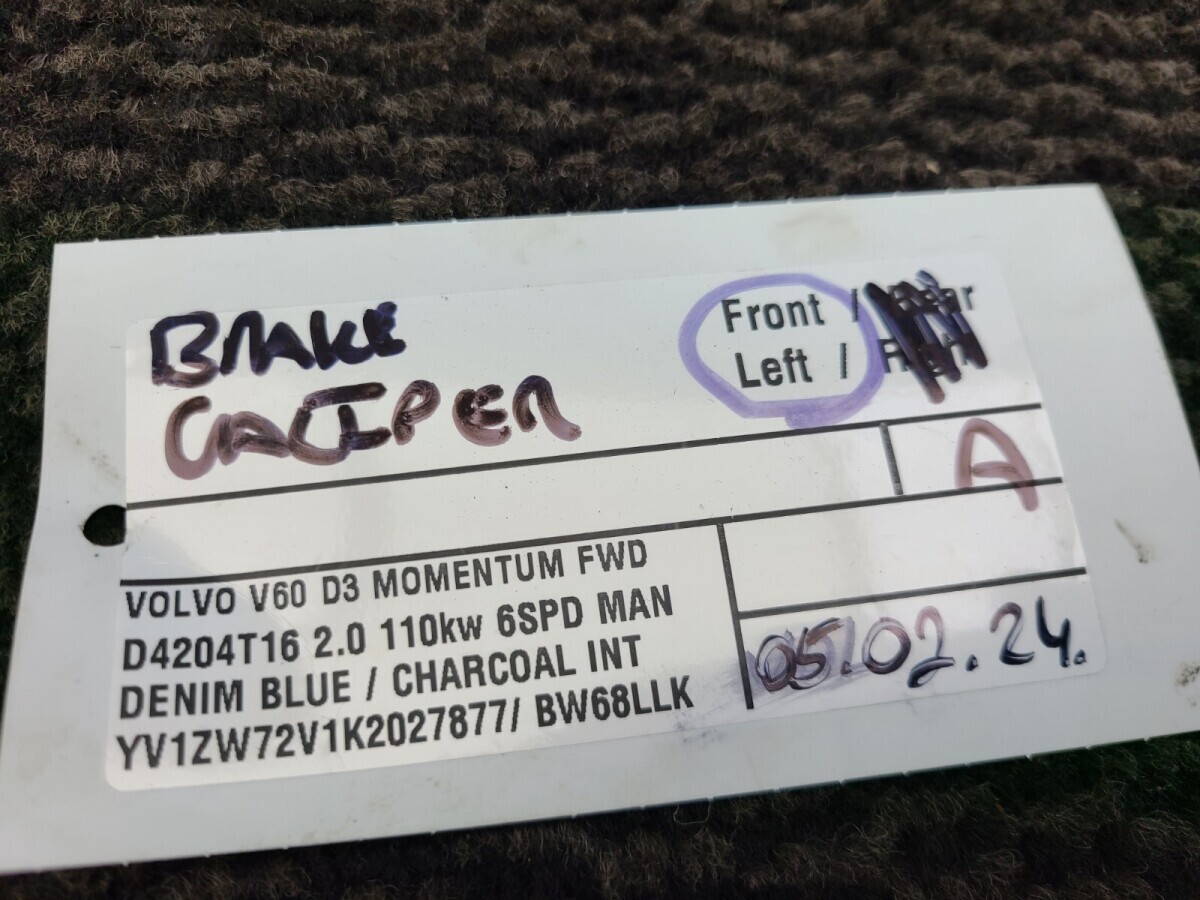 BRAKE
CALIPER
Front /
Left /
A
VOLVO V60 D3 MOMENTUM FWD
D4204T16 2.0 110kw 6SPD MAN
DENIM BLUE / CHARCOAL INT
YV1ZW72V1K2027877/ BW68LLK
05.02.24.